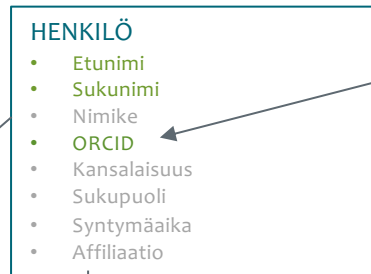 HENKILÖ
• Etunimi
• Sukunimi
• Nimike
• ORCID
• Kansalaisuus
• Sukupuoli
• Syntymäaika
• Affiliaatio